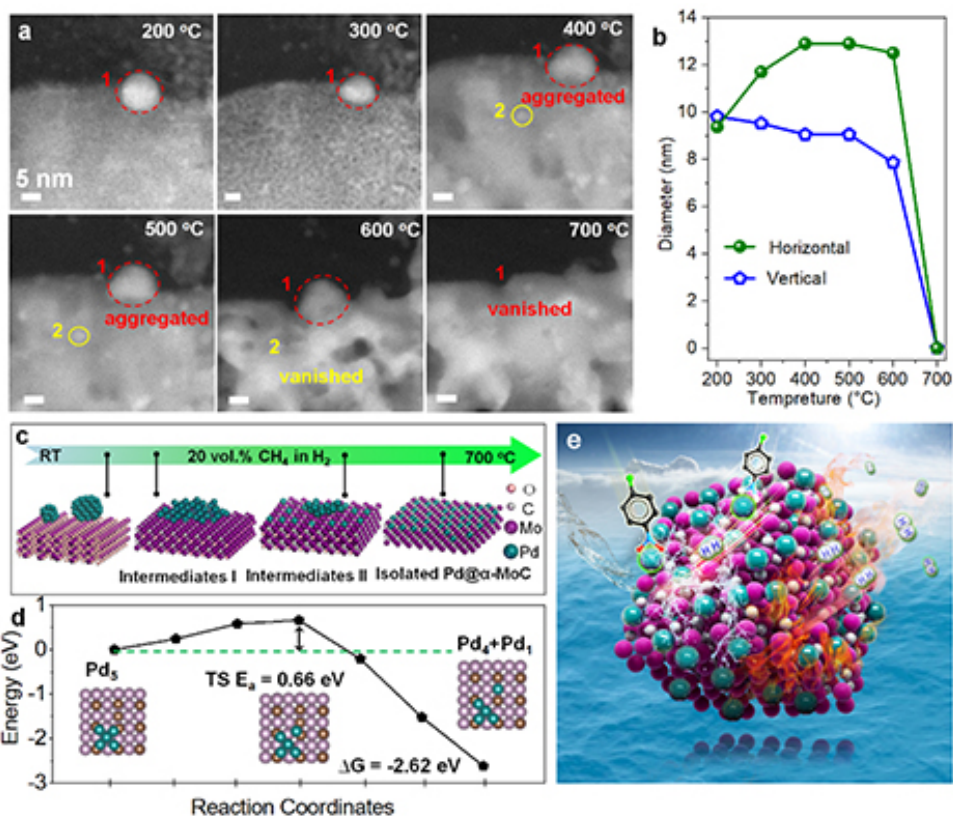 a
200 °C
1
5 nm
300 °C
1
400 °C
1
aggregated
2
500 °C
1
aggregated
2
600 °C
1
2
vanished
700 °C
1
vanished
b
Diameter (nm)
14
12
10
8
6
4
2
0
Horizontal
Vertical
200 300 400 500 600 700
Tempreture (°C)
c
RT
20 vol.% CH4 in H2
700 °C
O
C
Mo
Pd
Intermediates I
Intermediates II
Isolated Pd@α-MoC
d
Energy (eV)
1
0
-1
-2
-3
Pd5
TS Ea = 0.66 eV
Pd4+Pd1
ΔG = -2.62 eV
Reaction Coordinates
e
H H
H H